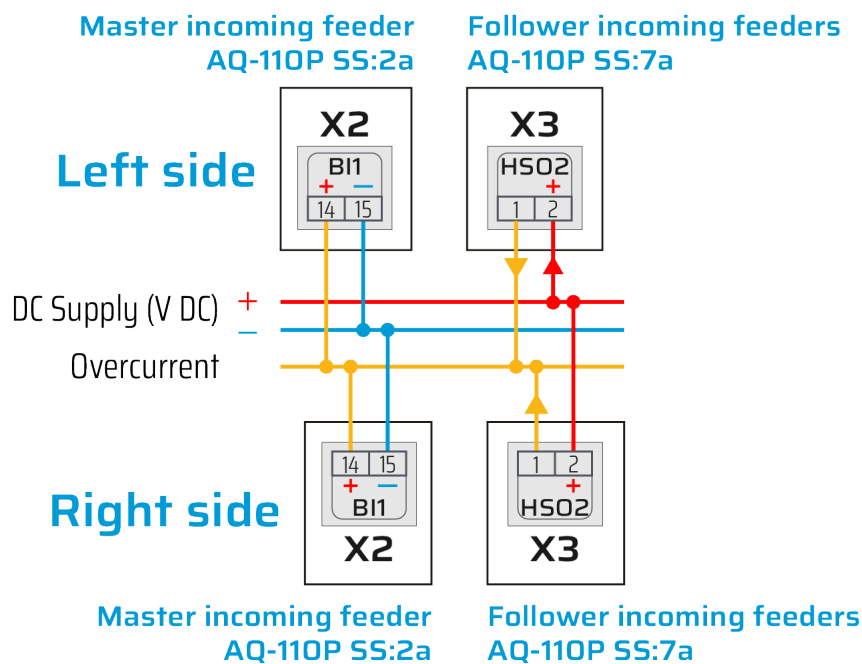 Master incoming feeder
AQ-110P SS:2a
Follower incoming feeders
AQ-110P SS:7a
Left side
X2
BI1
+ −
14 15
X3
HSO2
+
1 2
DC Supply (V DC) +
−
Overcurrent
Right side
14 15
+ −
BI1
X2
1 2
+
HSO2
X3
Master incoming feeder
AQ-110P SS:2a
Follower incoming feeders
AQ-110P SS:7a